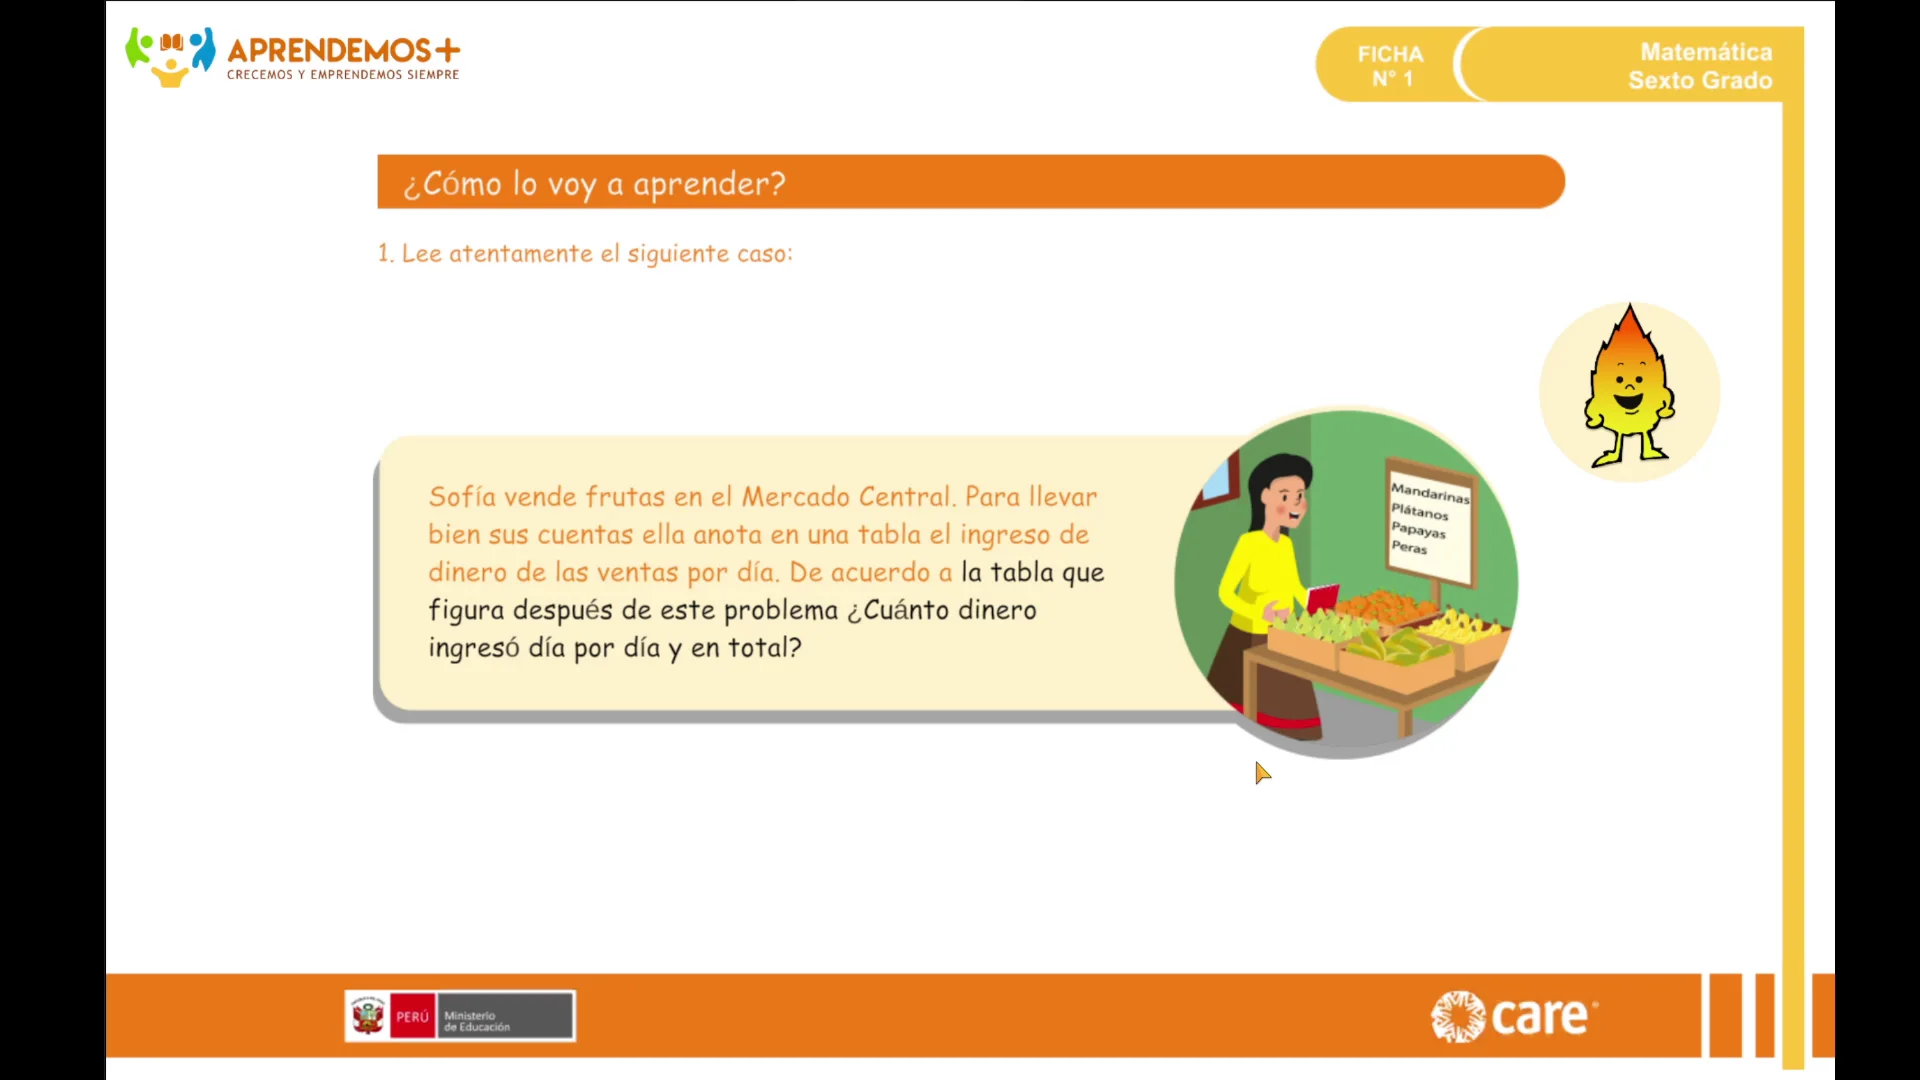 APRENDEMOS+
CRECEMOS Y EMPRENDEMOS SIEMPRE
FICHA
N° 1
Matemática
Sexto Grado
¿Cómo lo voy a aprender?
1. Lee atentamente el siguiente caso:
Sofía vende frutas en el Mercado Central. Para llevar
bien sus cuentas ella anota en una tabla el ingreso de
dinero de las ventas por día. De acuerdo a la tabla que
figura después de este problema ¿Cuánto dinero
ingresó día por día y en total?
Mandarinas
Plátanos
Papayas
Peras
PERÚ
Ministerio
de Educación
care